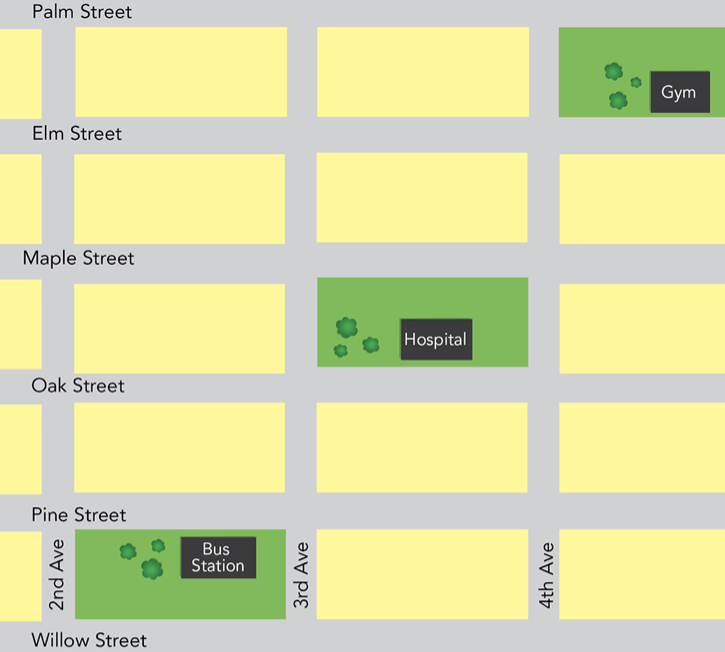 Palm Street
Gym
Elm Street
Maple Street
Hospital
Oak Street
Pine Street
Bus
Station
2nd Ave
3rd Ave
4th Ave
Willow Street